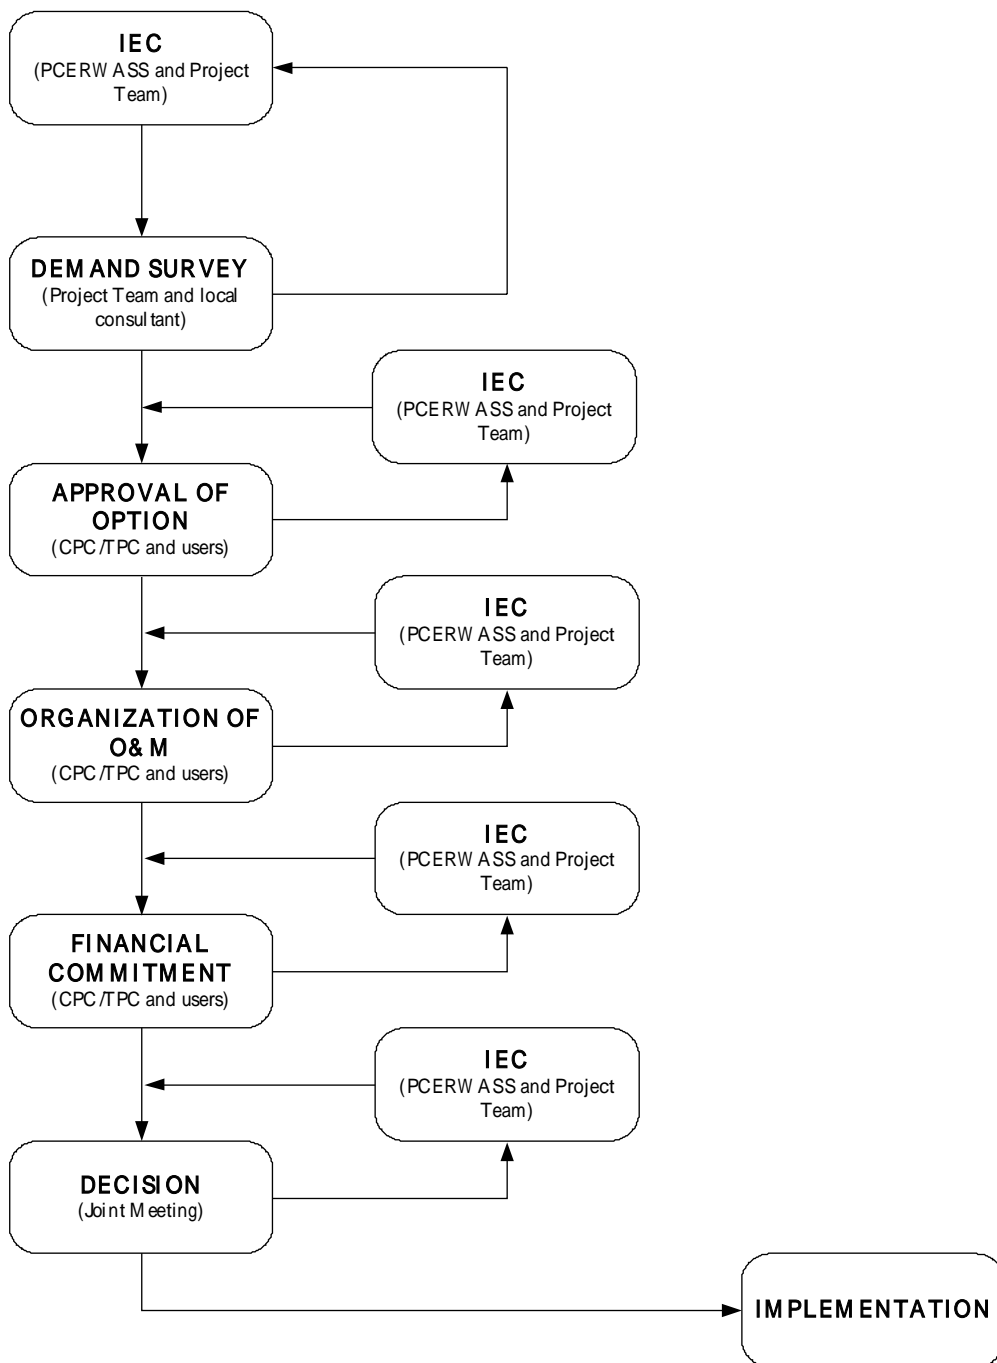 IEC
(PCERWASS and Project
Team)
DEMAND SURVEY
(Project Team and local
consultant)
IEC
(PCERWASS and Project
Team)
APPROVAL OF
OPTION
(CPC/TPC and users)
IEC
(PCERWASS and Project
Team)
ORGANIZATION OF
O&M
(CPC/TPC and users)
IEC
(PCERWASS and Project
Team)
FINANCIAL
COMMITMENT
(CPC/TPC and users)
IEC
(PCERWASS and Project
Team)
DECISION
(Joint Meeting)
IMPLEMENTATION